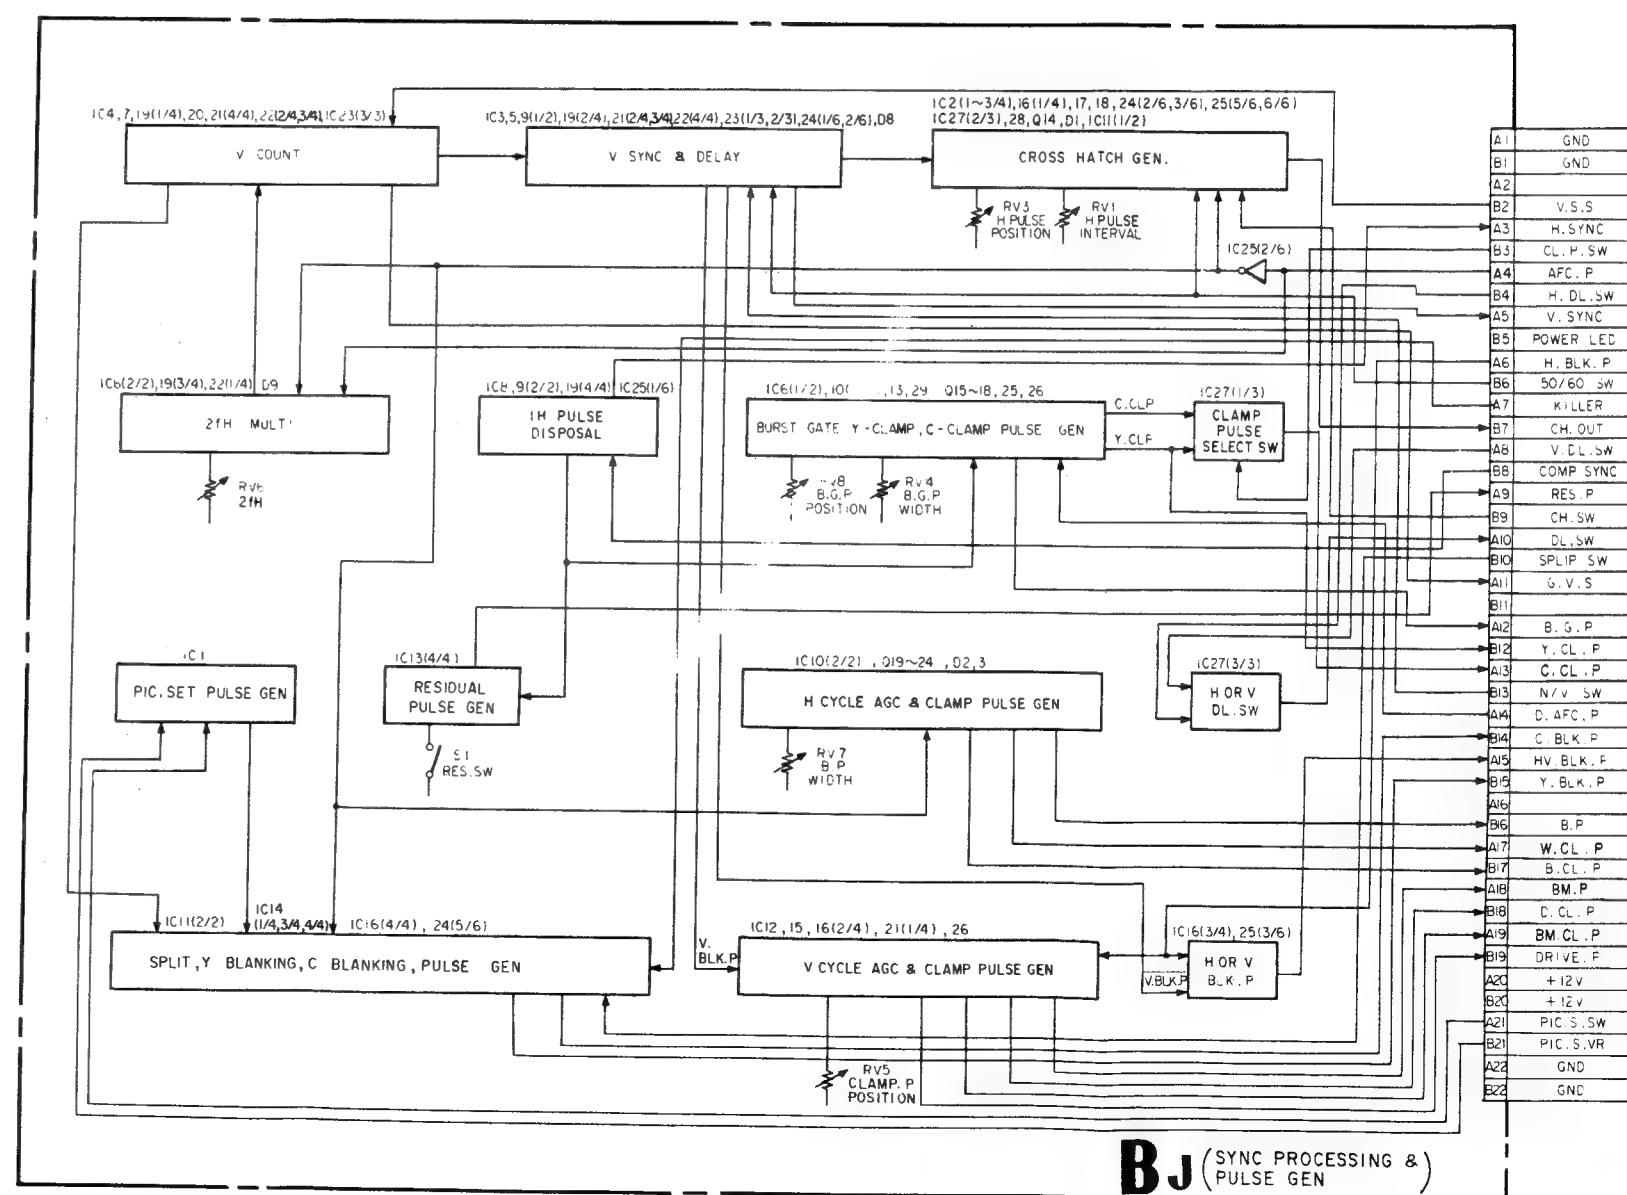 IC4,7,19(1/4),20,21(4/4),22(2/4,3/4),IC23(3/3)
V COUNT
IC3,5,9(1/2),19(2/4),21(2/4,3/4),22(4/4),23(1/3,2/3),24(1/6,2/6),D8
V SYNC & DELAY
IC2(1~3/4),16(1/4),17,18,24(2/6,3/6),25(5/6,6/6)
IC27(2/3),28,Q14,D1,IC11(1/2)
CROSS HATCH GEN.
RV3
H PULSE
POSITION
RV1
H PULSE
INTERVAL
IC25(2/6)
IC6(2/2),19(3/4),22(1/4) D9
2fH MULTI
RV6
2fH
IC8,9(2/2),19(4/4) IC25(1/6)
1H PULSE
DISPOSAL
IC6(1/2),10( ,13,29 Q15~18,25,26
BURST GATE Y-CLAMP,C-CLAMP PULSE GEN
C.CLP
Y.CLP
IC27(1/3)
CLAMP
PULSE
SELECT SW
RV8
B.G.P
POSITION
RV4
B.G.P
WIDTH
IC1
PIC.SET PULSE GEN
IC13(4/4)
RESIDUAL
PULSE GEN
S1
RES.SW
IC10(2/2) ,Q19~24 ,D2,3
H CYCLE AGC & CLAMP PULSE GEN
RV7
B.P
WIDTH
IC27(3/3)
H OR V
DL.SW
IC11(2/2)
IC14
(1/4,3/4,4/4)
IC16(4/4) , 24(5/6)
SPLIT,Y BLANKING,C BLANKING,PULSE GEN
V.
BLK.P
IC12,15,16(2/4) ,21(1/4) ,26
V CYCLE AGC & CLAMP PULSE GEN
RV5
CLAMP.P
POSITION
V.BLK.P
IC16(3/4),25(3/6)
H OR V
BLK.P
A1 GND
B1 GND
A2
B2 V.S.S
A3 H.SYNC
B3 CL.P.SW
A4 AFC.P
B4 H.DL.SW
A5 V.SYNC
B5 POWER LED
A6 H.BLK.P
B6 50/60 SW
A7 KILLER
B7 CH.OUT
A8 V.DL.SW
B8 COMP SYNC
A9 RES.P
B9 CH.SW
A10 DL.SW
B10 SPLIP SW
A11 G.V.S
B11
A12 B.G.P
B12 Y.CL.P
A13 C.CL.P
B13 N/V SW
A14 D.AFC.P
B14 C.BLK.P
A15 HV.BLK.P
B15 Y.BLK.P
A16
B16 B.P
A17 W.CL.P
B17 B.CL.P
A18 BM.P
B18 D.CL.P
A19 BM.CL.P
B19 DRIVE.P
A20 +12V
B20 +12V
A21 PIC.S.SW
B21 PIC.S.VR
A22 GND
B22 GND
BJ (SYNC PROCESSING &
PULSE GEN)